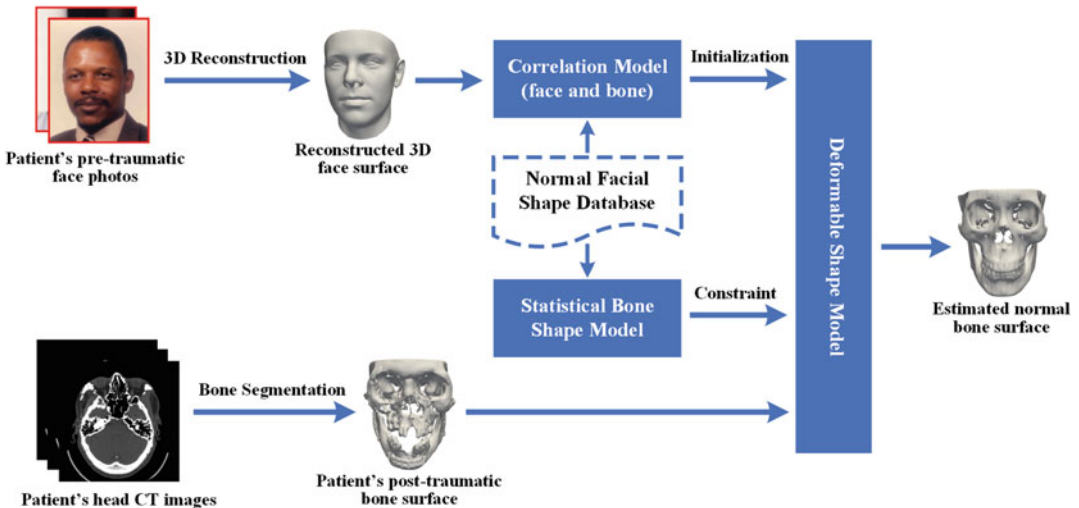 3D Reconstruction
Patient's pre-traumatic
face photos
Reconstructed 3D
face surface
Correlation Model
(face and bone)
Initialization
Normal Facial
Shape Database
Statistical Bone
Shape Model
Constraint
Deformable Shape Model
Estimated normal
bone surface
Bone Segmentation
Patient's head CT images
Patient's post-traumatic
bone surface